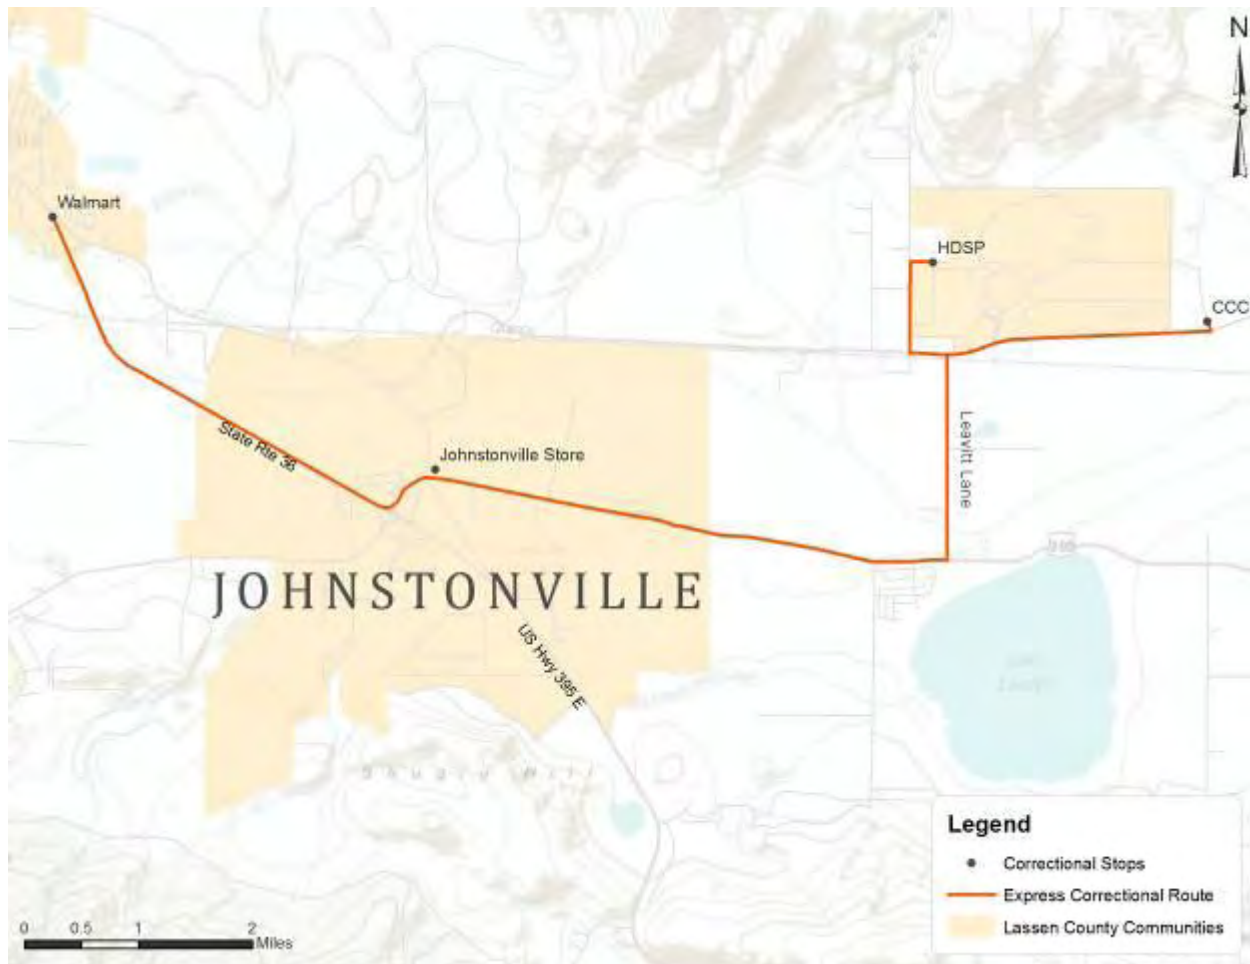 N
Walmart
HDSP
CCC
Leavitt Lane
State Rte 36
Johnstonville Store
JOHNSTONVILLE
US Hwy 395 E
Legend
Correctional Stops
Express Correctional Route
Lassen County Communities
0 0.5 1 2
Miles